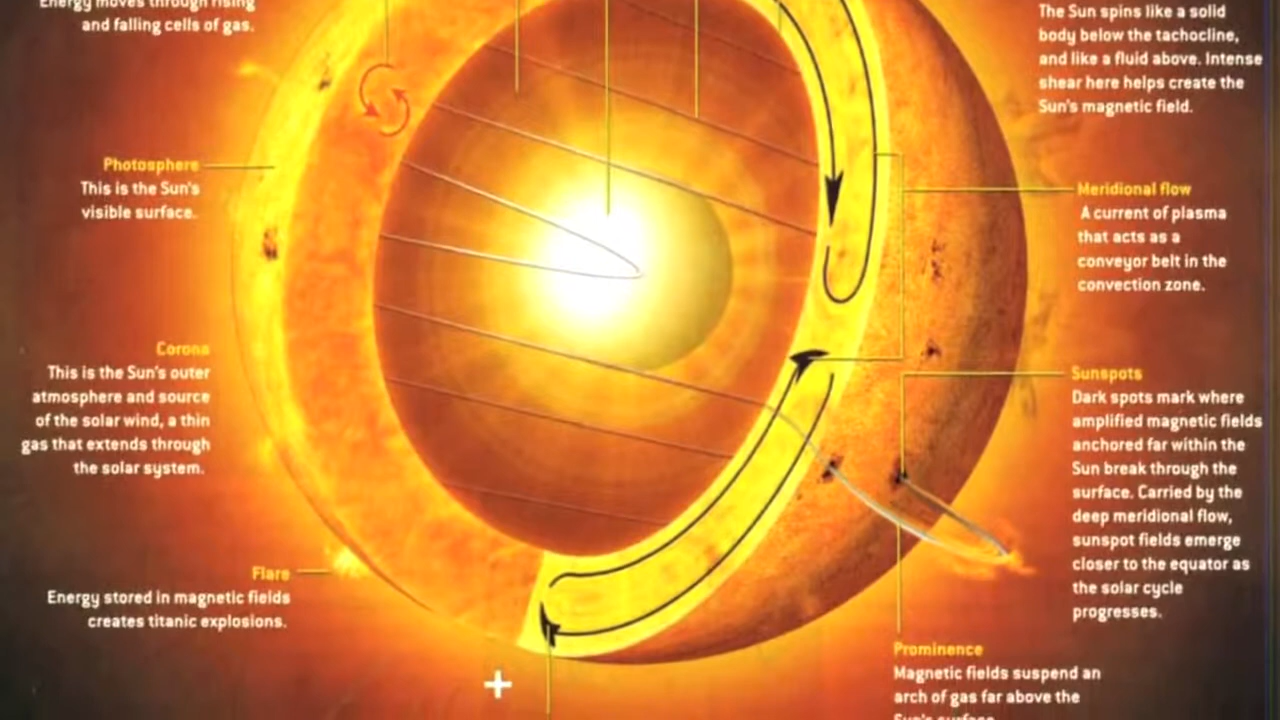 Energy moves through rising
and falling cells of gas.
The Sun spins like a solid
body below the tachocline,
and like a fluid above. Intense
shear here helps create the
Sun's magnetic field.
Photosphere
This is the Sun's
visible surface.
Meridional flow
A current of plasma
that acts as a
conveyor belt in the
convection zone.
Corona
This is the Sun's outer
atmosphere and source
of the solar wind, a thin
gas that extends through
the solar system.
Sunspots
Dark spots mark where
amplified magnetic fields
anchored far within the
Sun break through the
surface. Carried by the
deep meridional flow,
sunspot fields emerge
closer to the equator as
the solar cycle
progresses.
Flare
Energy stored in magnetic fields
creates titanic explosions.
Prominence
Magnetic fields suspend an
arch of gas far above the
Sun's surface